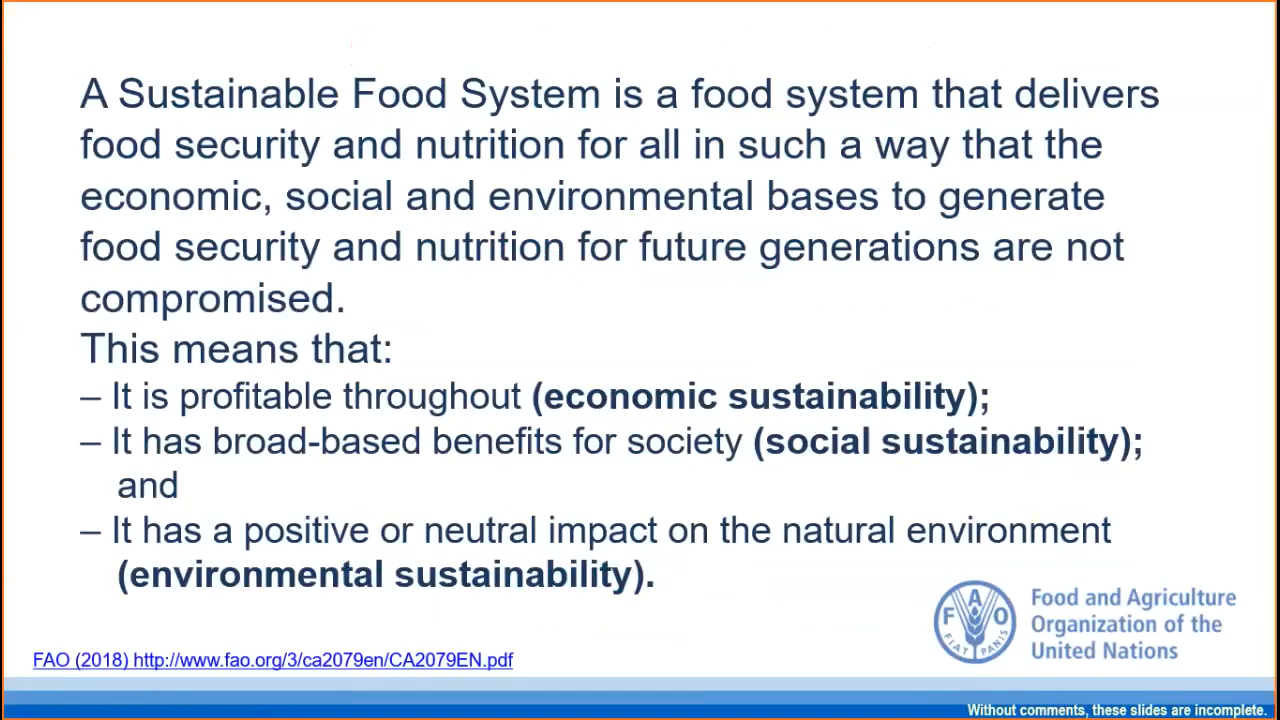 A Sustainable Food System is a food system that delivers
food security and nutrition for all in such a way that the
economic, social and environmental bases to generate
food security and nutrition for future generations are not
compromised.
This means that:
– It is profitable throughout (economic sustainability);
– It has broad-based benefits for society (social sustainability);
and
– It has a positive or neutral impact on the natural environment
(environmental sustainability).
F A O
FIAT PANIS
Food and Agriculture
Organization of the
United Nations
FAO (2018) http://www.fao.org/3/ca2079en/CA2079EN.pdf
Without comments, these slides are incomplete.